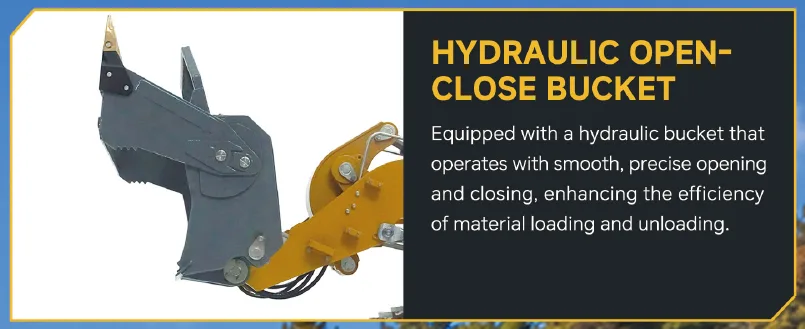 HYDRAULIC OPEN-
CLOSE BUCKET
Equipped with a hydraulic bucket that
operates with smooth, precise opening
and closing, enhancing the efficiency
of material loading and unloading.